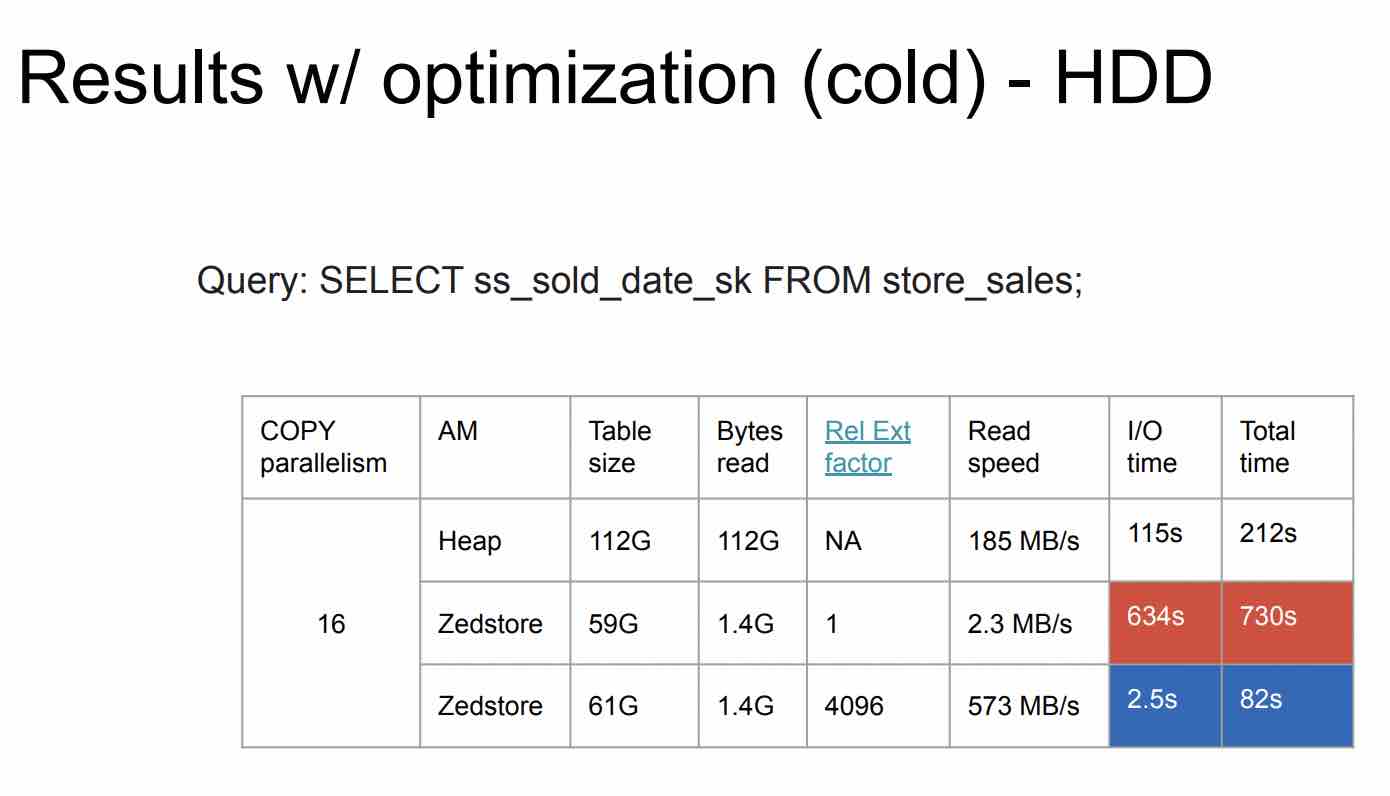 Results w/ optimization (cold) - HDD
Query: SELECT ss_sold_date_sk FROM store_sales;
COPY parallelism AM Table size Bytes read Rel Ext factor Read speed I/O time Total time
16
Heap 112G 112G NA 185 MB/s 115s 212s
Zedstore 59G 1.4G 1 2.3 MB/s 634s 730s
Zedstore 61G 1.4G 4096 573 MB/s 2.5s 82s